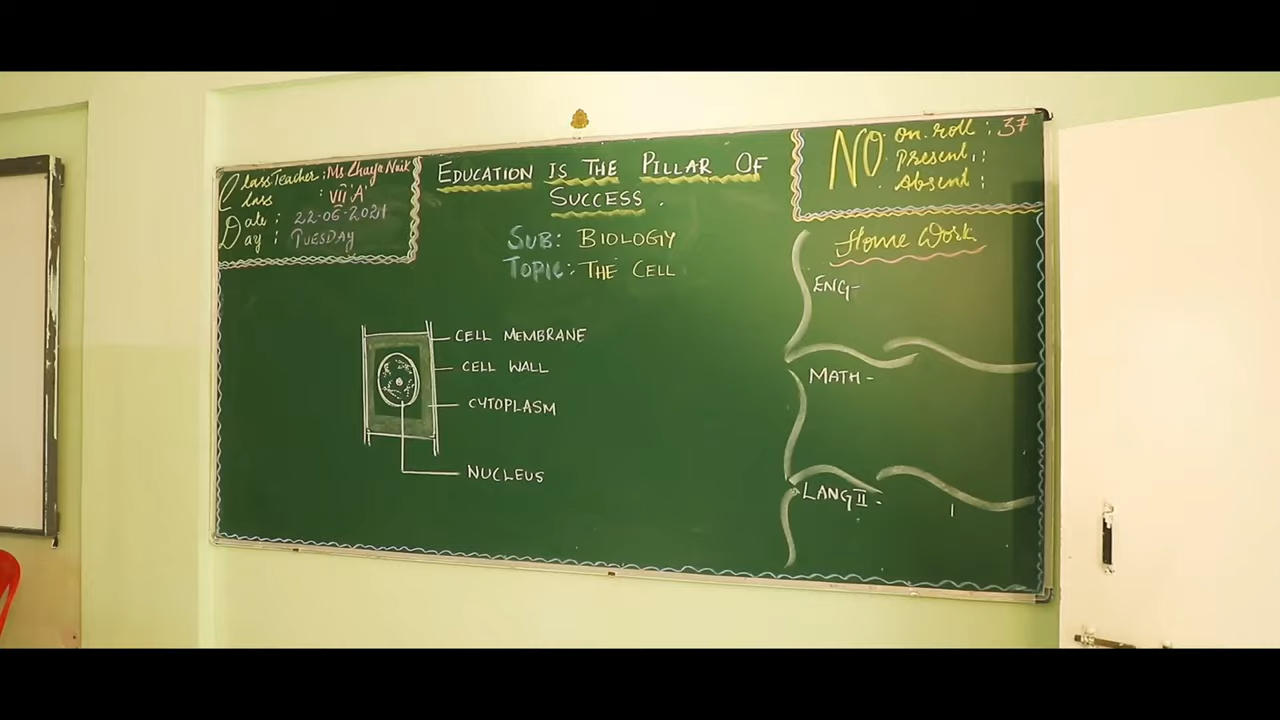 Class Teacher : Ms Chaya Naik
Class : VII 'A'
Date : 22-06-2021
Day : TUESDAY
EDUCATION IS THE PILLAR OF
SUCCESS.
SUB: BIOLOGY
TOPIC: THE CELL
CELL MEMBRANE
CELL WALL
CYTOPLASM
NUCLEUS
NO on roll : 37
Present :
Absent :
Home Work
ENG-
MATH-
LANG II -